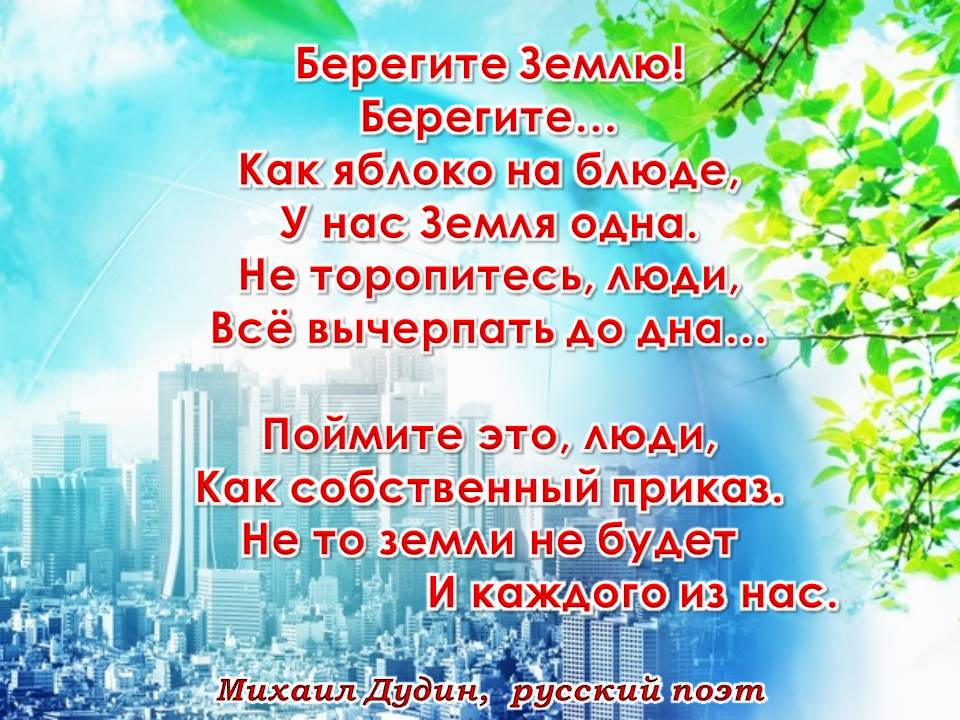 Берегите Землю!
Берегите...
Как яблоко на блюде,
У нас Земля одна.
Не торопитесь, люди,
Всё вычерпать до дна...
Поймите это, люди,
Как собственный приказ.
Не то земли не будет
И каждого из нас.
Михаил Дудин, русский поэт